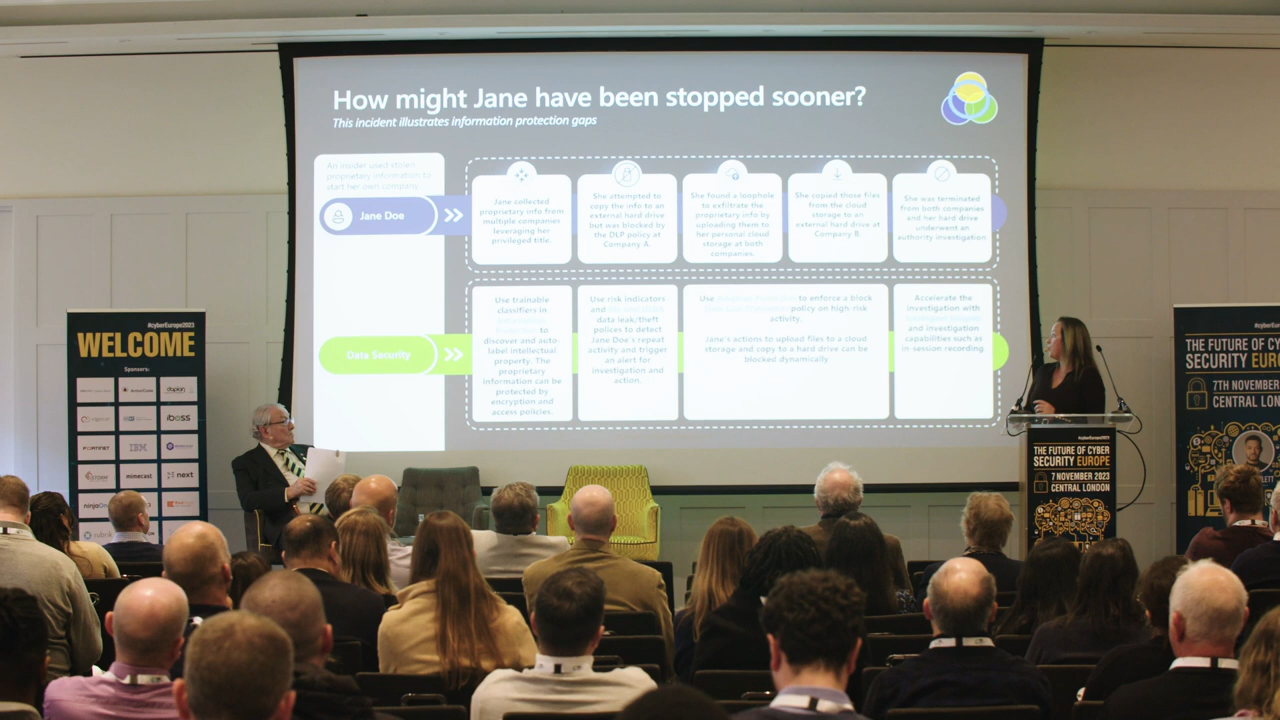 How might Jane have been stopped sooner?
This incident illustrates information protection gaps
An insider used stolen
proprietary information to
start her own company
Jane Doe
Jane collected
proprietary info from
multiple companies
leveraging her
privileged title.
She attempted to
copy the info to an
external hard drive
but was blocked by
the DLP policy at
Company A.
She found a loophole
to exfiltrate the
proprietary info by
uploading them to
her personal cloud
storage at both
companies.
She copied those files
from the cloud
storage to an
external hard drive at
Company B.
She was terminated
from both companies
and her hard drive
underwent an
authority investigation
Data Security
Use trainable
classifiers in
to
discover and auto-
label intellectual
property. The
proprietary
information can be
protected by
encryption and
access policies.
Use risk indicators
and
data leak/theft
polices to detect
Jane Doe's repeat
activity and trigger
an alert for
investigation and
action.
Use to enforce a block
policy on high-risk
activity.
Jane's actions to upload files to a cloud
storage and copy to a hard drive can be
blocked dynamically
Accelerate the
investigation with
and investigation
capabilities such as
in-session recording
#cyberEurope2023
WELCOME
Sponsors:
iboss
FORTINET
IBM
mimecast
next
ninjaOne
rubrik
#cyberEurope2023
THE FUTURE OF CYBER
SECURITY EUROPE
7 NOVEMBER 2023
CENTRAL LONDON
#cyberEur
THE FUTURE OF CY
SECURITY EURO
7TH NOVEMBER
CENTRAL LOND